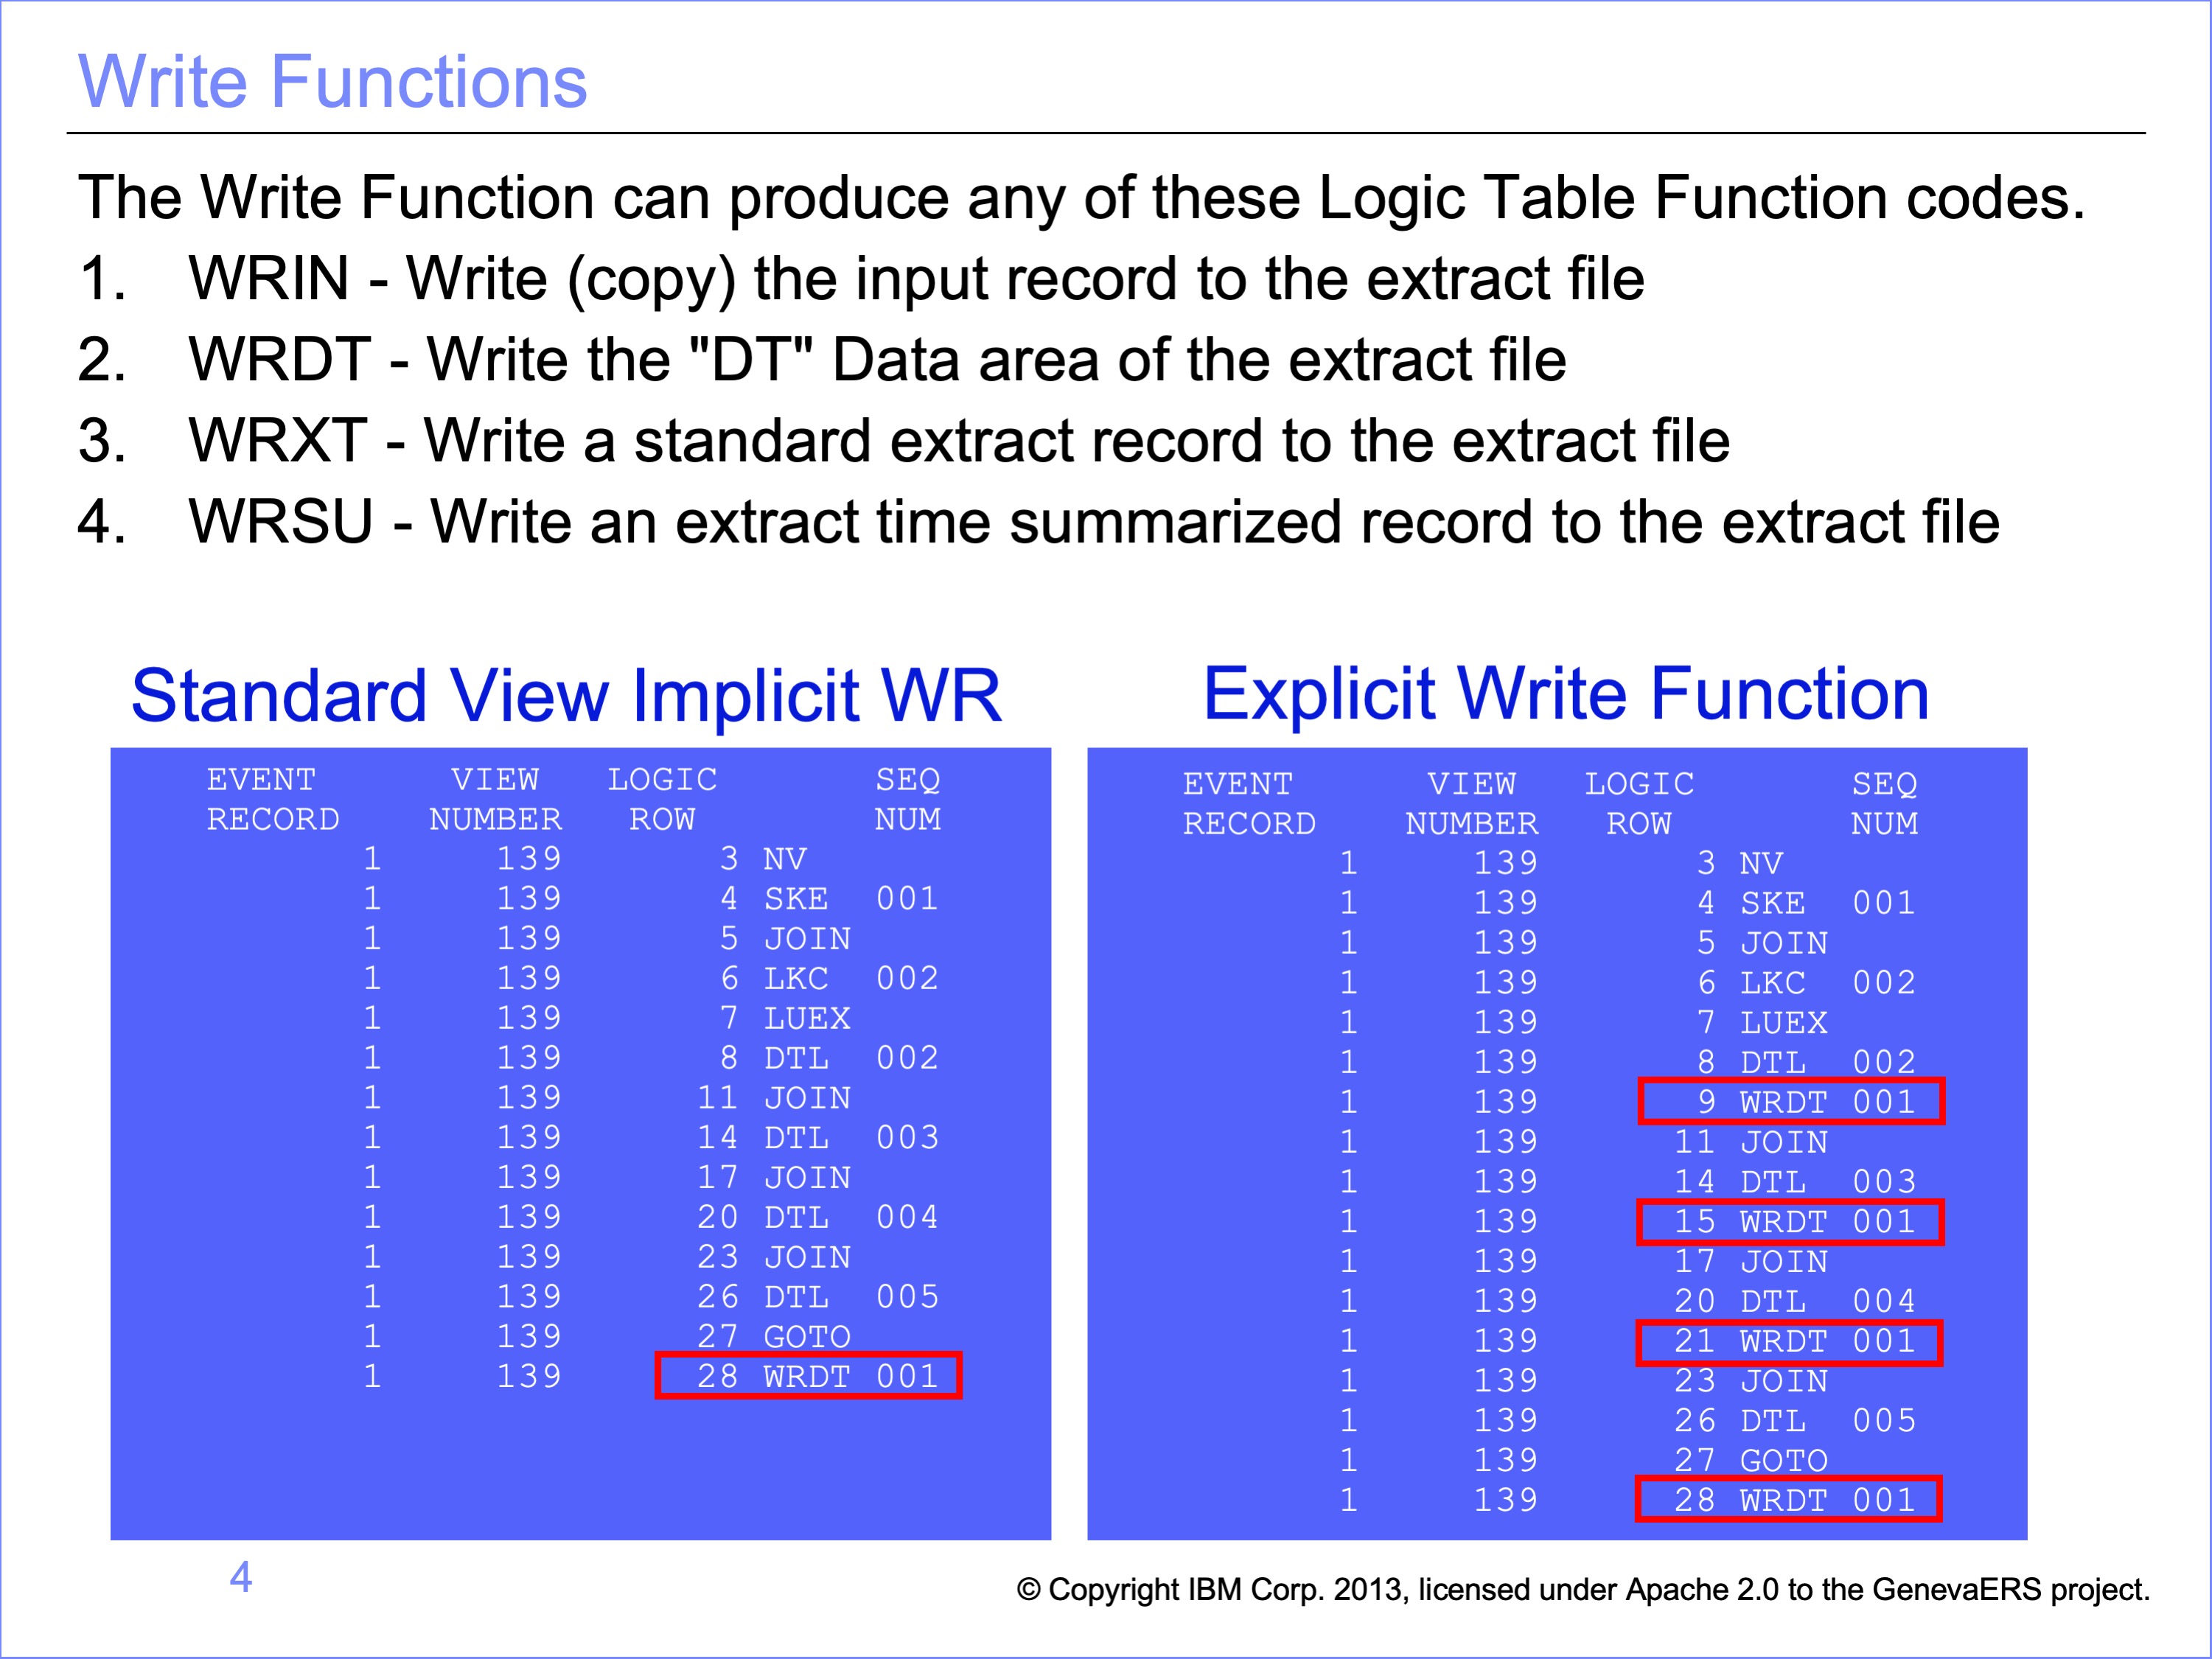 Write Functions
The Write Function can produce any of these Logic Table Function codes.
1. WRIN - Write (copy) the input record to the extract file
2. WRDT - Write the "DT" Data area of the extract file
3. WRXT - Write a standard extract record to the extract file
4. WRSU - Write an extract time summarized record to the extract file
Standard View Implicit WR
EVENT VIEW LOGIC SEQ
RECORD NUMBER ROW NUM
1 139 3 NV
1 139 4 SKE 001
1 139 5 JOIN
1 139 6 LKC 002
1 139 7 LUEX
1 139 8 DTL 002
1 139 11 JOIN
1 139 14 DTL 003
1 139 17 JOIN
1 139 20 DTL 004
1 139 23 JOIN
1 139 26 DTL 005
1 139 27 GOTO
1 139 28 WRDT 001
Explicit Write Function
EVENT VIEW LOGIC SEQ
RECORD NUMBER ROW NUM
1 139 3 NV
1 139 4 SKE 001
1 139 5 JOIN
1 139 6 LKC 002
1 139 7 LUEX
1 139 8 DTL 002
1 139 9 WRDT 001
1 139 11 JOIN
1 139 14 DTL 003
1 139 15 WRDT 001
1 139 17 JOIN
1 139 20 DTL 004
1 139 21 WRDT 001
1 139 23 JOIN
1 139 26 DTL 005
1 139 27 GOTO
1 139 28 WRDT 001
4
© Copyright IBM Corp. 2013, licensed under Apache 2.0 to the GenevaERS project.